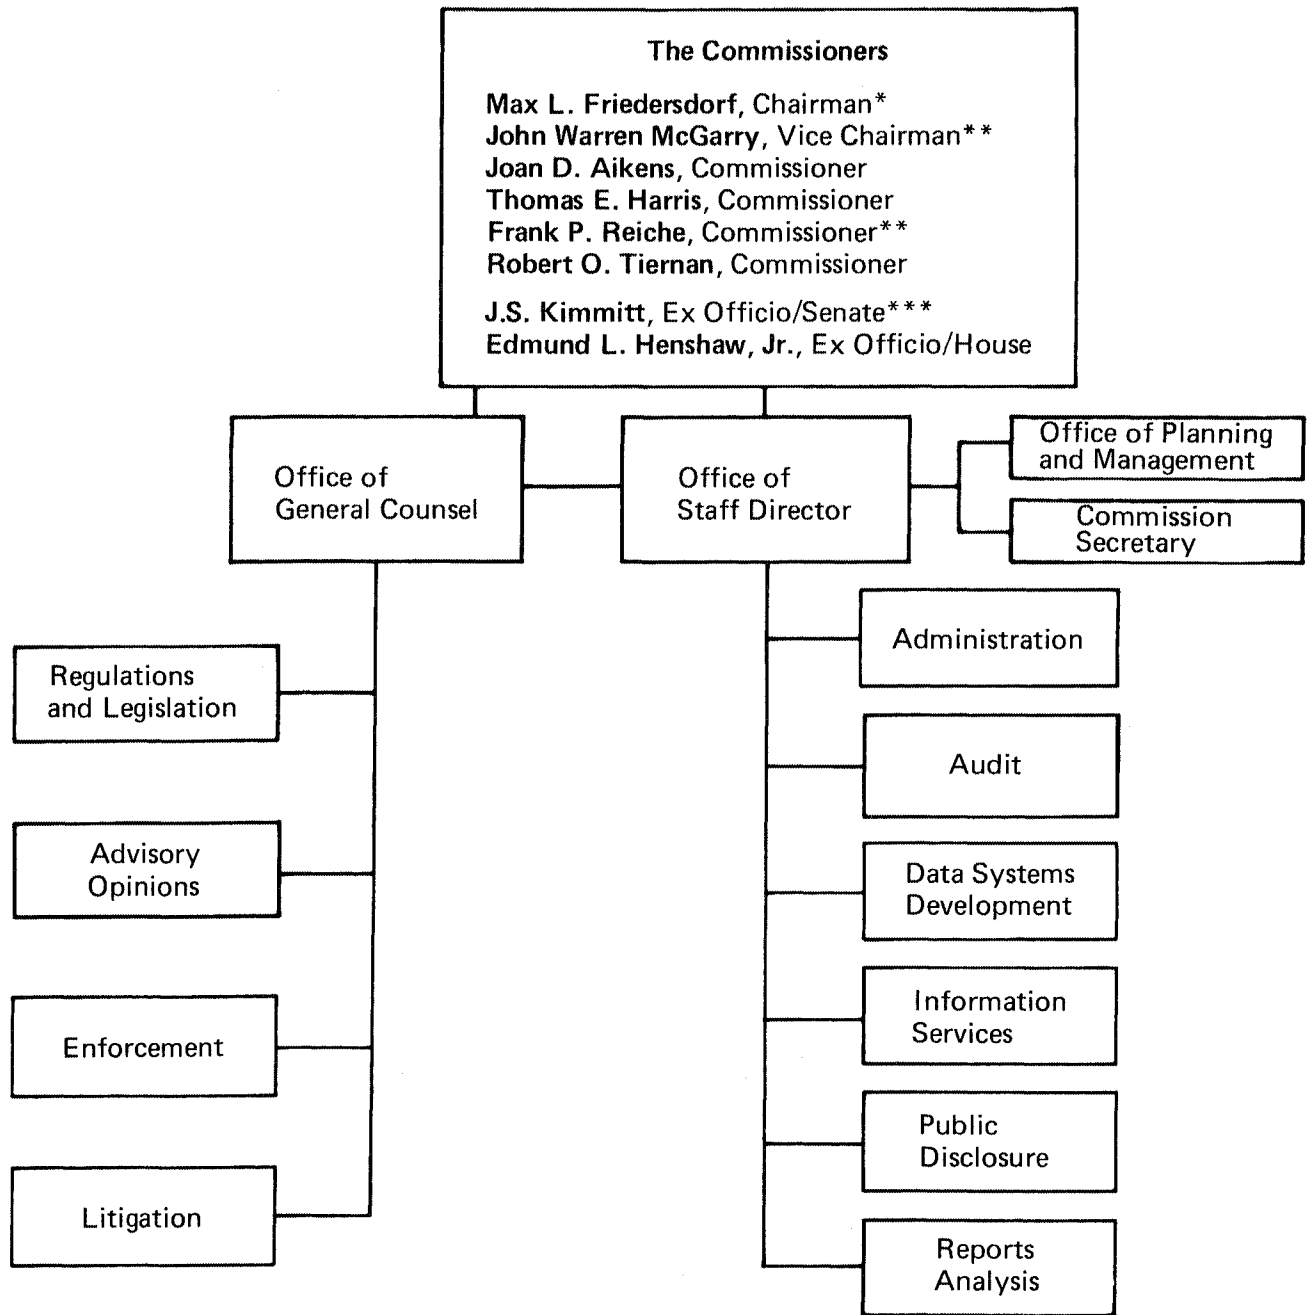 The Commissioners
Max L. Friedersdorf, Chairman*
John Warren McGarry, Vice Chairman**
Joan D. Aikens, Commissioner
Thomas E. Harris, Commissioner
Frank P. Reiche, Commissioner**
Robert O. Tiernan, Commissioner
J.S. Kimmitt, Ex Officio/Senate***
Edmund L. Henshaw, Jr., Ex Officio/House
Office of
General Counsel
Office of
Staff Director
Office of Planning
and Management
Commission
Secretary
Regulations
and Legislation
Advisory
Opinions
Enforcement
Litigation
Administration
Audit
Data Systems
Development
Information
Services
Public
Disclosure
Reports
Analysis